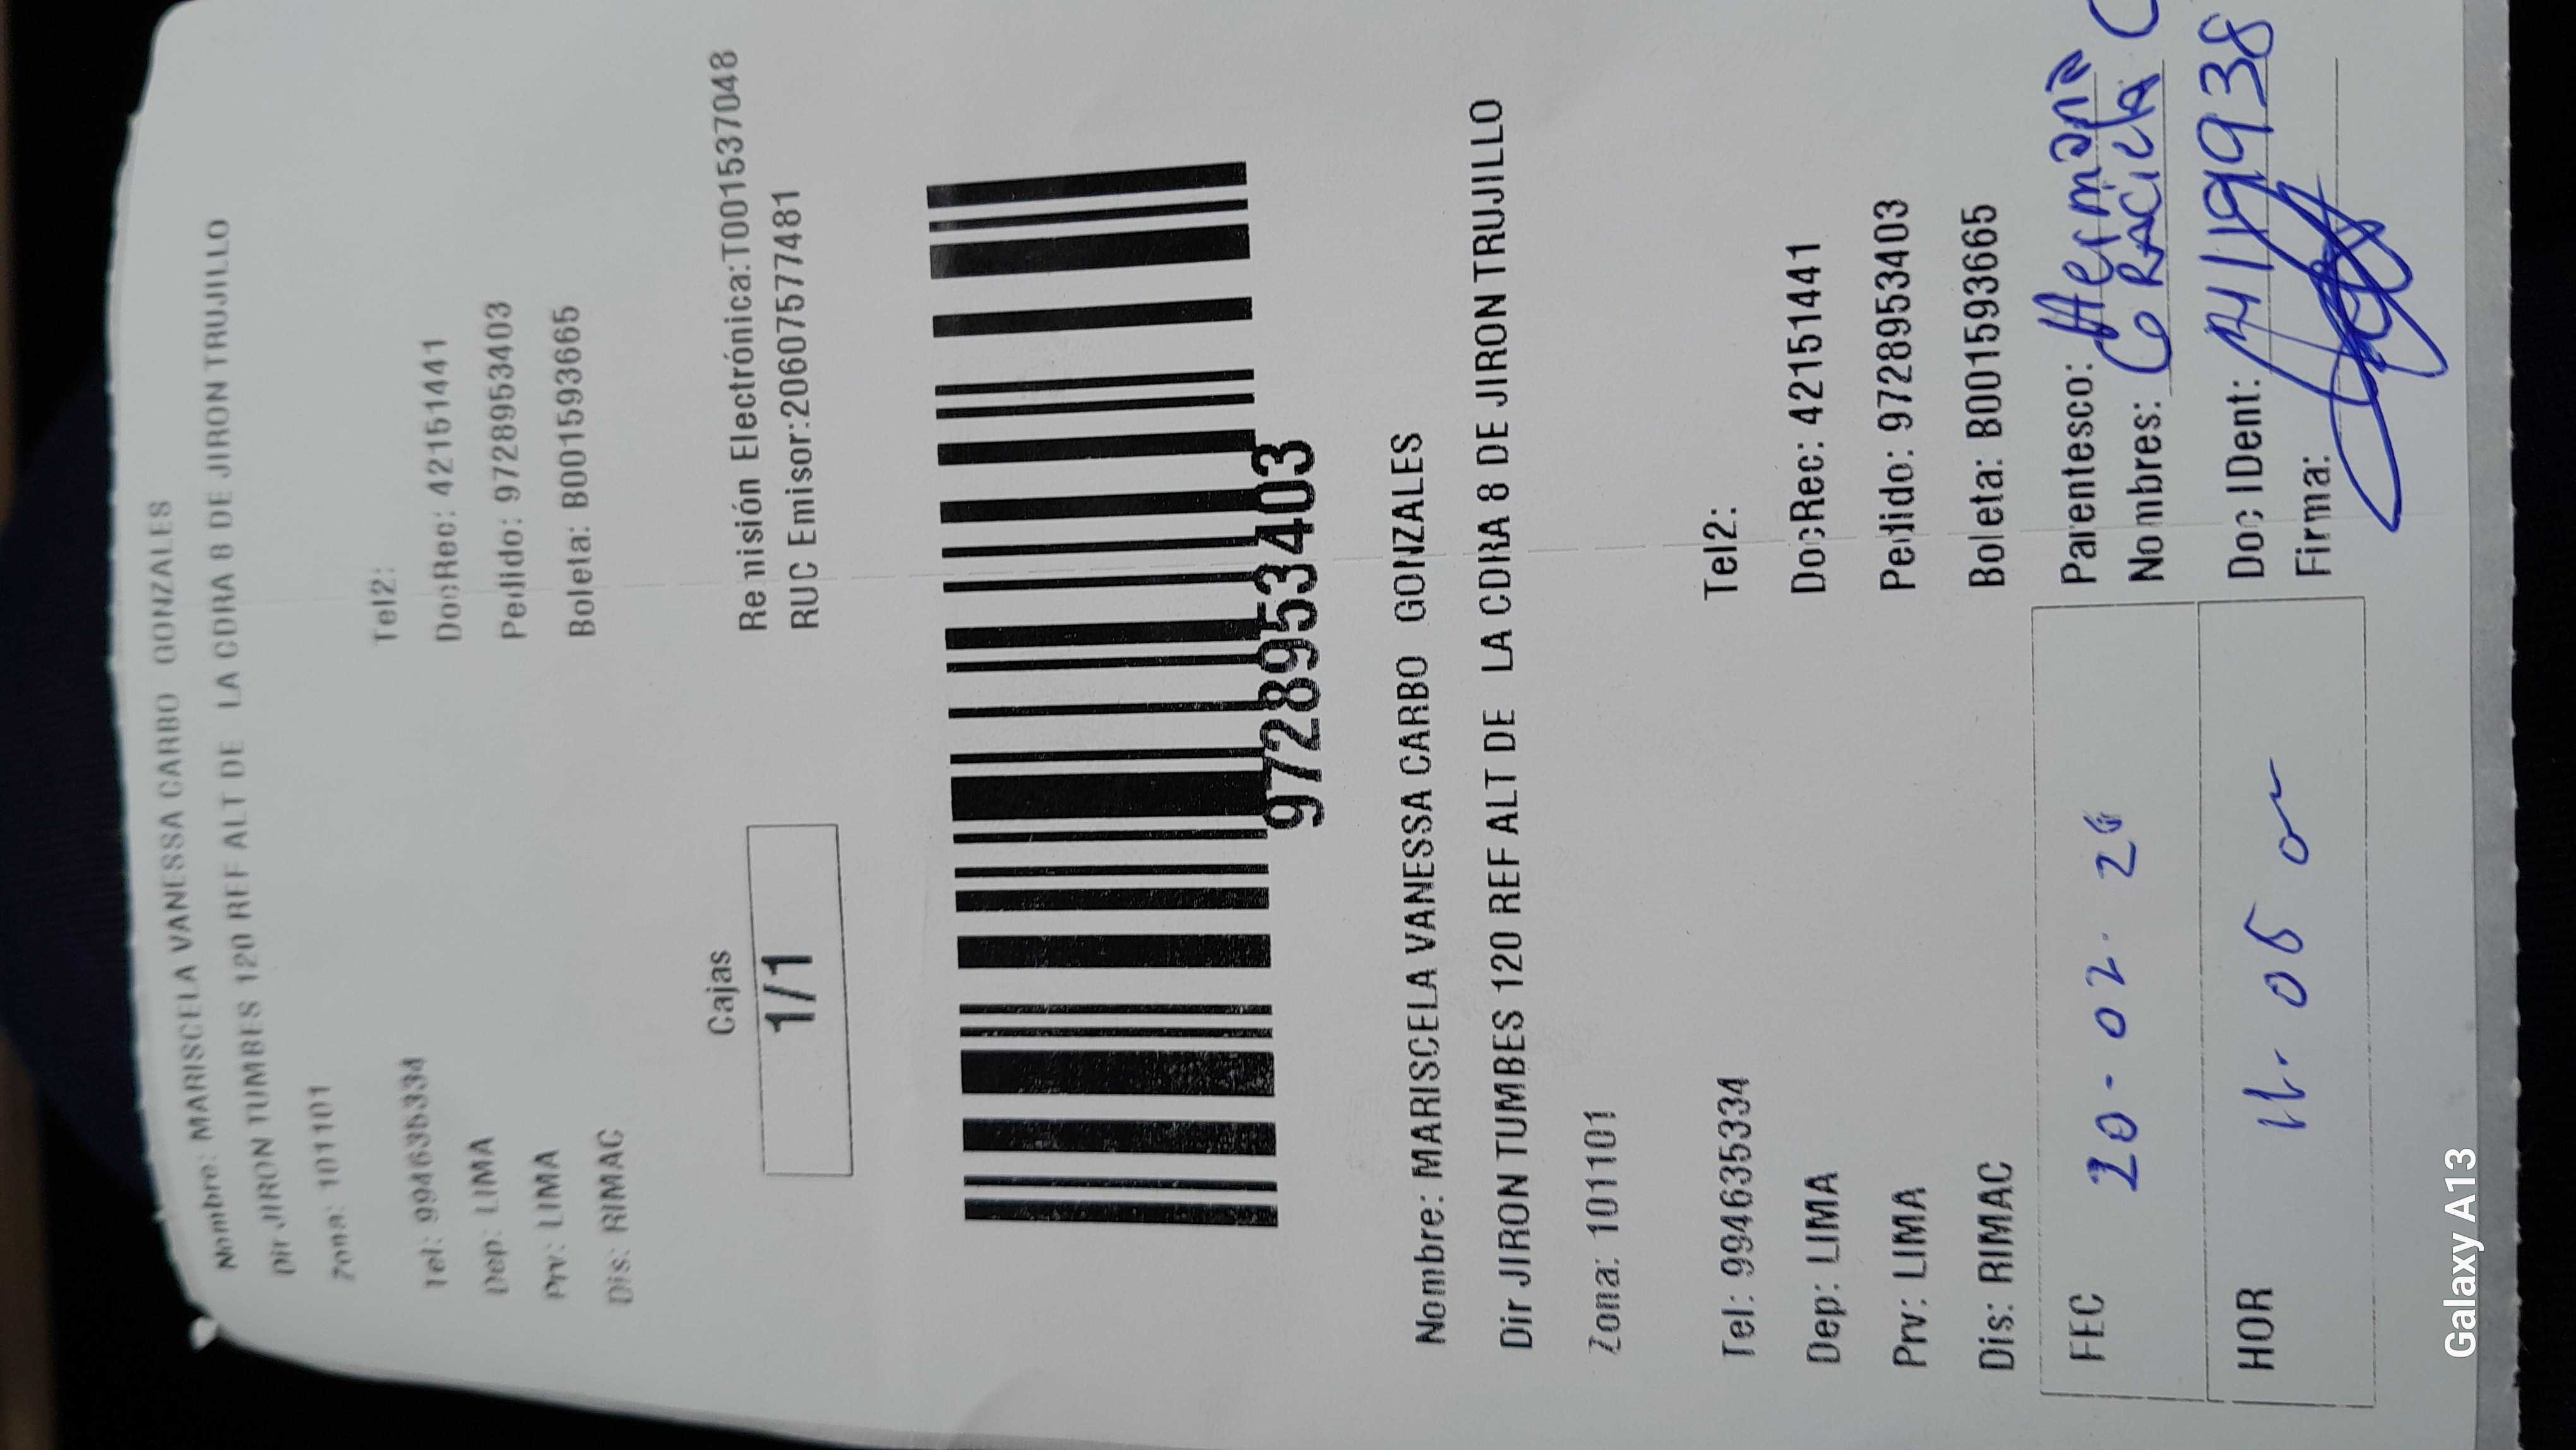 Nombre: MARISCELA VANESSA CARBO GONZALES
Dir JIRON TUMBES 120 REF ALT DE LA CDRA 8 DE JIRON TRUJILLO
Zona: 101101
Tel: 994635334 Tel2:
Dep: LIMA DocRec: 42151441
Prv: LIMA Pedido: 9728953403
Dis: RIMAC Boleta: B001593665
Cajas
1/1
Remisión Electrónica:T001537048
RUC Emisor:20607577481
9728953403
Nombre: MARISCELA VANESSA CARBO GONZALES
Dir JIRON TUMBES 120 REF ALT DE LA CDRA 8 DE JIRON TRUJILLO
Zona: 101101
Tel: 994635334 Tel2:
Dep: LIMA DocRec: 42151441
Prv: LIMA Pedido: 9728953403
Dis: RIMAC Boleta: B001593665
FEC 20-02.26 Parentesco: Hermana
Nombres: GRACIELA
HOR 11.05 Doc IDent:
Firma:
Galaxy A13